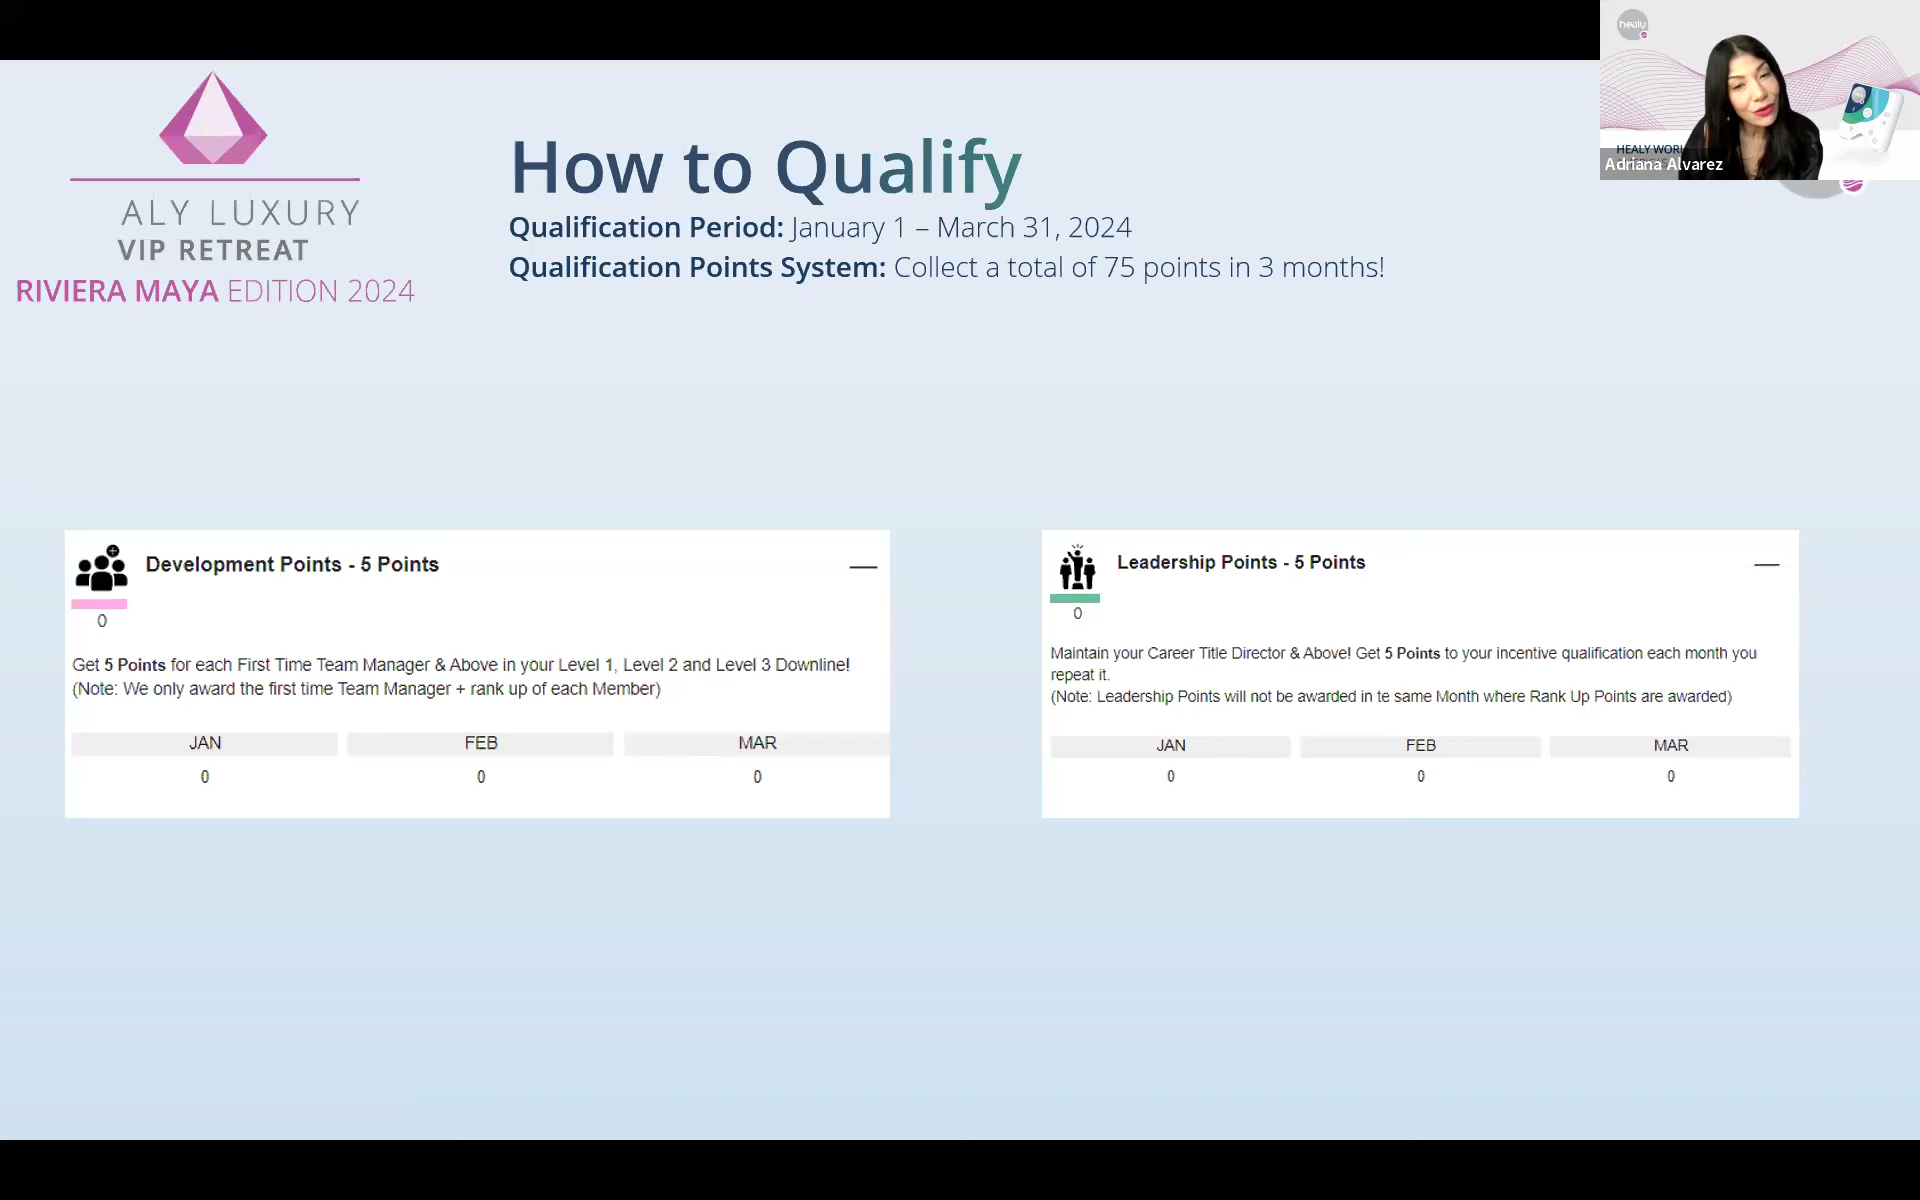 ALY LUXURY
VIP RETREAT
RIVIERA MAYA EDITION 2024
How to Qualify
Qualification Period: January 1 – March 31, 2024
Qualification Points System: Collect a total of 75 points in 3 months!
healy
HEALY WORL
Adriana Alvarez
Development Points - 5 Points
0
Get 5 Points for each First Time Team Manager & Above in your Level 1, Level 2 and Level 3 Downline!
(Note: We only award the first time Team Manager + rank up of each Member)
JAN FEB MAR
0 0 0
Leadership Points - 5 Points
0
Maintain your Career Title Director & Above! Get 5 Points to your incentive qualification each month you
repeat it.
(Note: Leadership Points will not be awarded in te same Month where Rank Up Points are awarded)
JAN FEB MAR
0 0 0